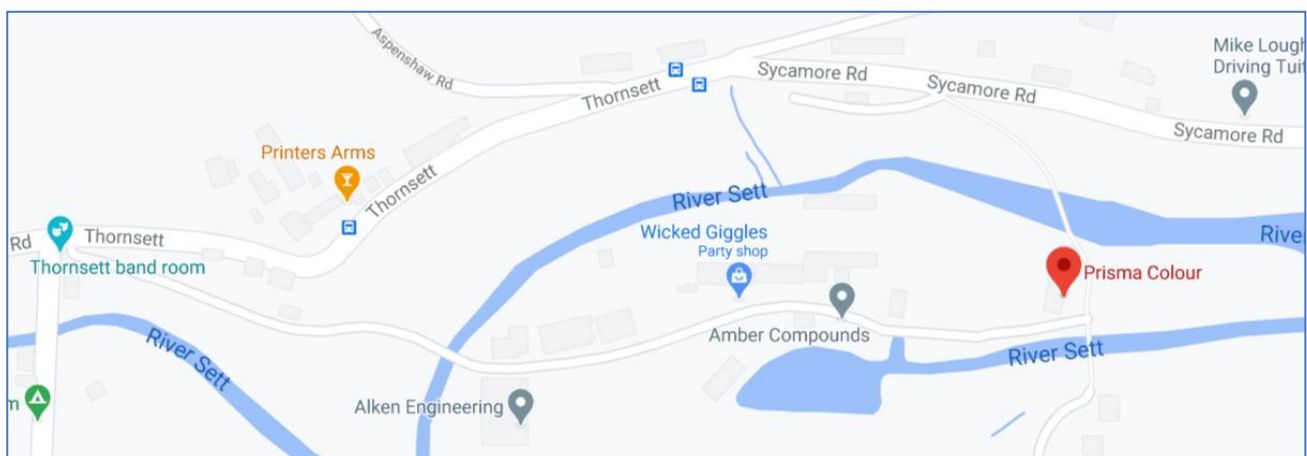 Aspenshaw Rd
Mike Lough
Driving Tuit
Thornsett
Sycamore Rd
Sycamore Rd
Sycamore Rd
Printers Arms
Thornsett
River Sett
Rd
Thornsett
Wicked Giggles
Party shop
Rive
Thornsett band room
Prisma Colour
Amber Compounds
River Sett
River Sett
m
Alken Engineering